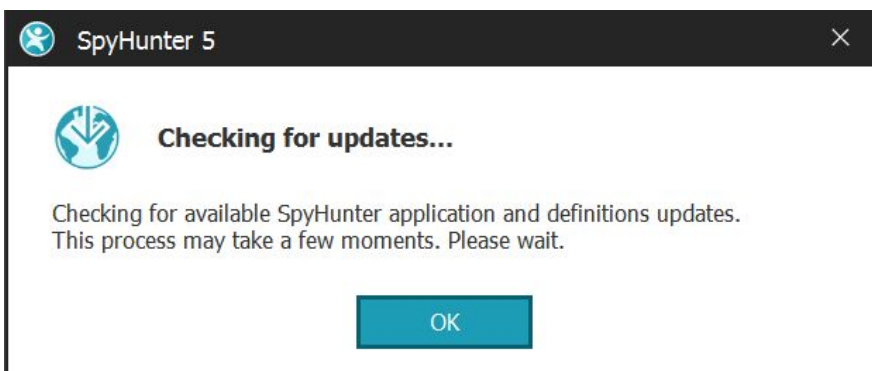 SpyHunter 5
Checking for updates...
Checking for available SpyHunter application and definitions updates.
This process may take a few moments. Please wait.
OK